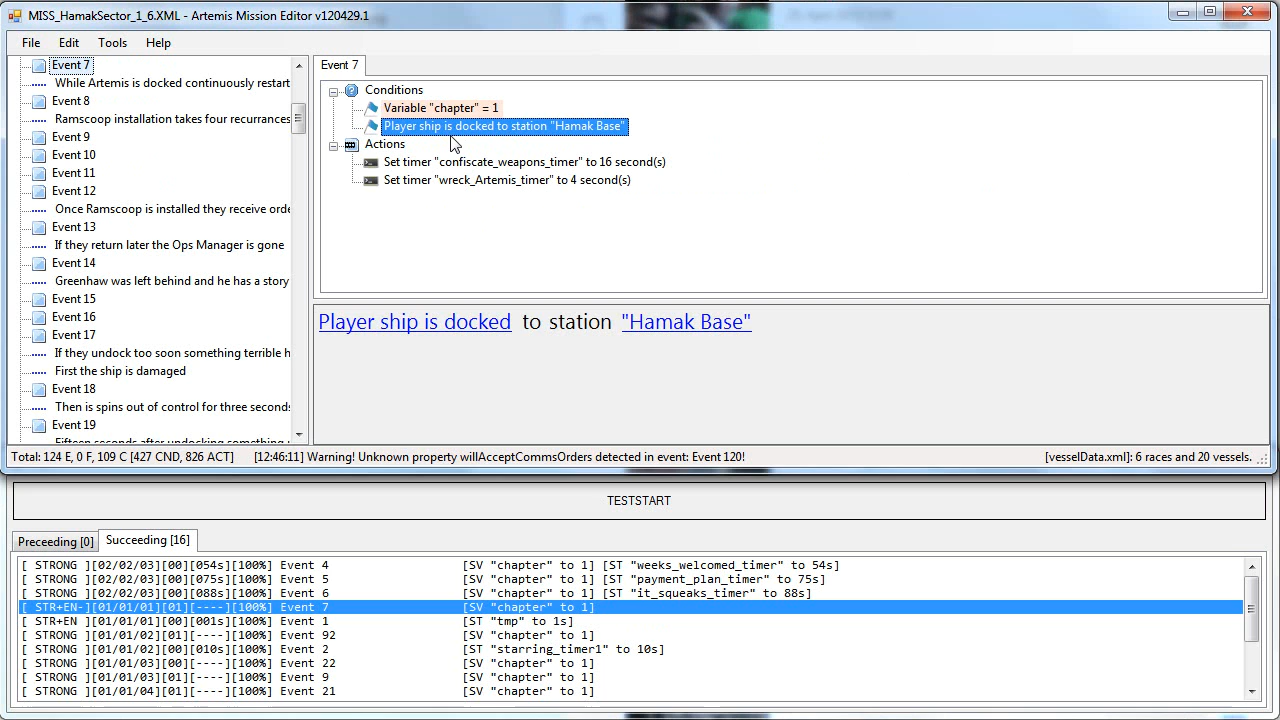 MISS_HamakSector_1_6.XML - Artemis Mission Editor v120429.1
File Edit Tools Help
Event 7
While Artemis is docked continuously restart
Event 8
Ramscoop installation takes four recurrances
Event 9
Event 10
Event 11
Event 12
Once Ramscoop is installed they receive orde
Event 13
If they return later the Ops Manager is gone
Event 14
Greenhaw was left behind and he has a story
Event 15
Event 16
Event 17
If they undock too soon something terrible h
First the ship is damaged
Event 18
Then is spins out of control for three seconds
Event 19
Fifteen seconds after undocking something
Event 7
Conditions
Variable "chapter" = 1
Player ship is docked to station "Hamak Base"
Actions
Set timer "confiscate_weapons_timer" to 16 second(s)
Set timer "wreck_Artemis_timer" to 4 second(s)
Player ship is docked to station "Hamak Base"
Total: 124 E, 0 F, 109 C [427 CND, 826 ACT] [12:46:11] Warning! Unknown property willAcceptCommsOrders detected in event: Event 120! [vesselData.xml]: 6 races and 20 vessels.
TESTSTART
Preceeding [0] Succeeding [16]
[ STRONG ][02/02/03][00][054s][100%] Event 4 [SV "chapter" to 1] [ST "weeks_welcomed_timer" to 54s]
[ STRONG ][02/02/03][00][075s][100%] Event 5 [SV "chapter" to 1] [ST "payment_plan_timer" to 75s]
[ STRONG ][02/02/03][00][088s][100%] Event 6 [SV "chapter" to 1] [ST "it_squeaks_timer" to 88s]
[ STR+EN-][01/01/01][01][----][100%] Event 7 [SV "chapter" to 1]
[ STR+EN ][01/01/01][00][001s][100%] Event 1 [ST "tmp" to 1s]
[ STRONG ][01/01/02][01][----][100%] Event 92 [SV "chapter" to 1]
[ STRONG ][01/01/02][00][010s][100%] Event 2 [ST "starring_timer1" to 10s]
[ STRONG ][01/01/03][01][----][100%] Event 22 [SV "chapter" to 1]
[ STRONG ][01/01/03][01][----][100%] Event 9 [SV "chapter" to 1]
[ STRONG ][01/01/04][01][----][100%] Event 21 [SV "chapter" to 1]